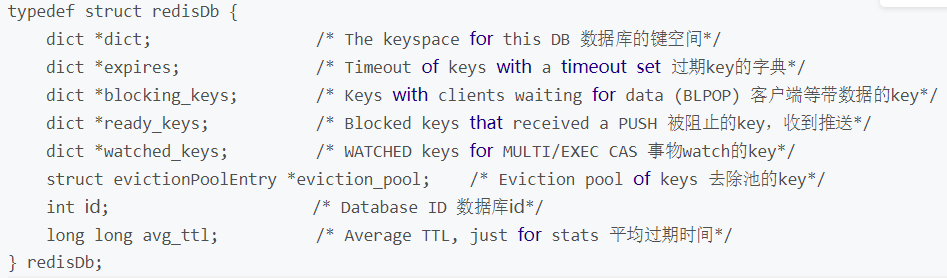 typedef struct redisDb {
dict *dict; /* The keyspace for this DB 数据库的键空间*/
dict *expires; /* Timeout of keys with a timeout set 过期key的字典*/
dict *blocking_keys; /* Keys with clients waiting for data (BLPOP) 客户端等带数据的key*/
dict *ready_keys; /* Blocked keys that received a PUSH 被阻止的key，收到推送*/
dict *watched_keys; /* WATCHED keys for MULTI/EXEC CAS 事物watch的key*/
struct evictionPoolEntry *eviction_pool; /* Eviction pool of keys 去除池的key*/
int id; /* Database ID 数据库id*/
long long avg_ttl; /* Average TTL, just for stats 平均过期时间*/
} redisDb;